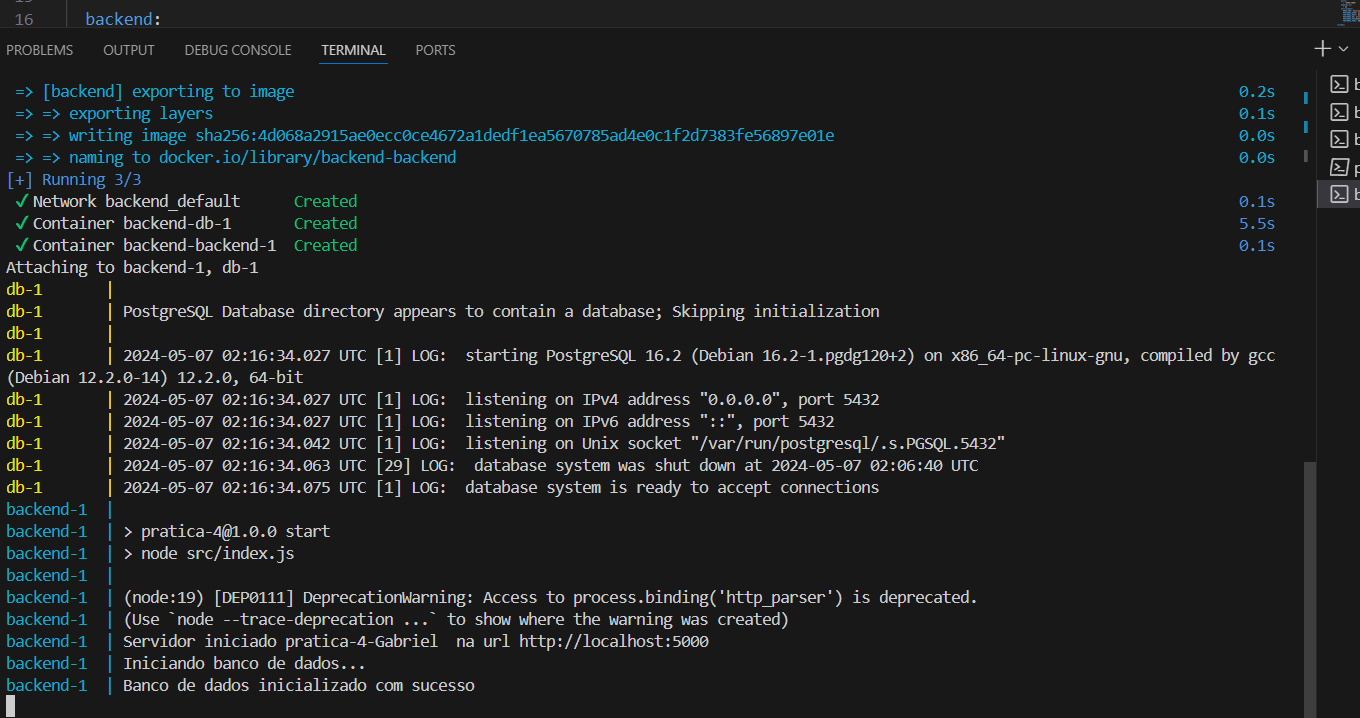 16 backend:
PROBLEMS OUTPUT DEBUG CONSOLE TERMINAL PORTS
=> [backend] exporting to image 0.2s
=> => exporting layers 0.1s
=> => writing image sha256:4d068a2915ae0ecc0ce4672a1dedf1ea5670785ad4e0c1f2d7383fe56897e01e 0.0s
=> => naming to docker.io/library/backend-backend 0.0s
[+] Running 3/3
✓Network backend_default Created 0.1s
✓Container backend-db-1 Created 5.5s
✓Container backend-backend-1 Created 0.1s
Attaching to backend-1, db-1
db-1 |
db-1 | PostgreSQL Database directory appears to contain a database; Skipping initialization
db-1 |
db-1 | 2024-05-07 02:16:34.027 UTC [1] LOG: starting PostgreSQL 16.2 (Debian 16.2-1.pgdg120+2) on x86_64-pc-linux-gnu, compiled by gcc
(Debian 12.2.0-14) 12.2.0, 64-bit
db-1 | 2024-05-07 02:16:34.027 UTC [1] LOG: listening on IPv4 address "0.0.0.0", port 5432
db-1 | 2024-05-07 02:16:34.027 UTC [1] LOG: listening on IPv6 address "::", port 5432
db-1 | 2024-05-07 02:16:34.042 UTC [1] LOG: listening on Unix socket "/var/run/postgresql/.s.PGSQL.5432"
db-1 | 2024-05-07 02:16:34.063 UTC [29] LOG: database system was shut down at 2024-05-07 02:06:40 UTC
db-1 | 2024-05-07 02:16:34.075 UTC [1] LOG: database system is ready to accept connections
backend-1 |
backend-1 | > pratica-4@1.0.0 start
backend-1 | > node src/index.js
backend-1 |
backend-1 | (node:19) [DEP0111] DeprecationWarning: Access to process.binding('http_parser') is deprecated.
backend-1 | (Use `node --trace-deprecation ...` to show where the warning was created)
backend-1 | Servidor iniciado pratica-4-Gabriel na url http://localhost:5000
backend-1 | Iniciando banco de dados...
backend-1 | Banco de dados inicializado com sucesso